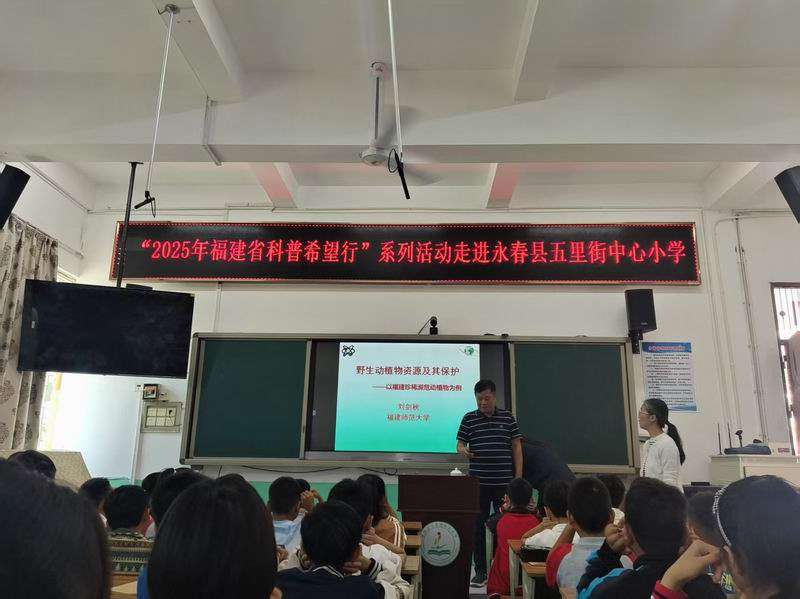 “2025年福建省科普希望行”系列活动走进永春县五里街中心小学
野生动植物资源及其保护
——以福建珍稀濒危动植物为例
刘剑秋
福建师范大学